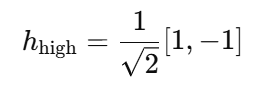 h_high = 1/√2 [1, −1]